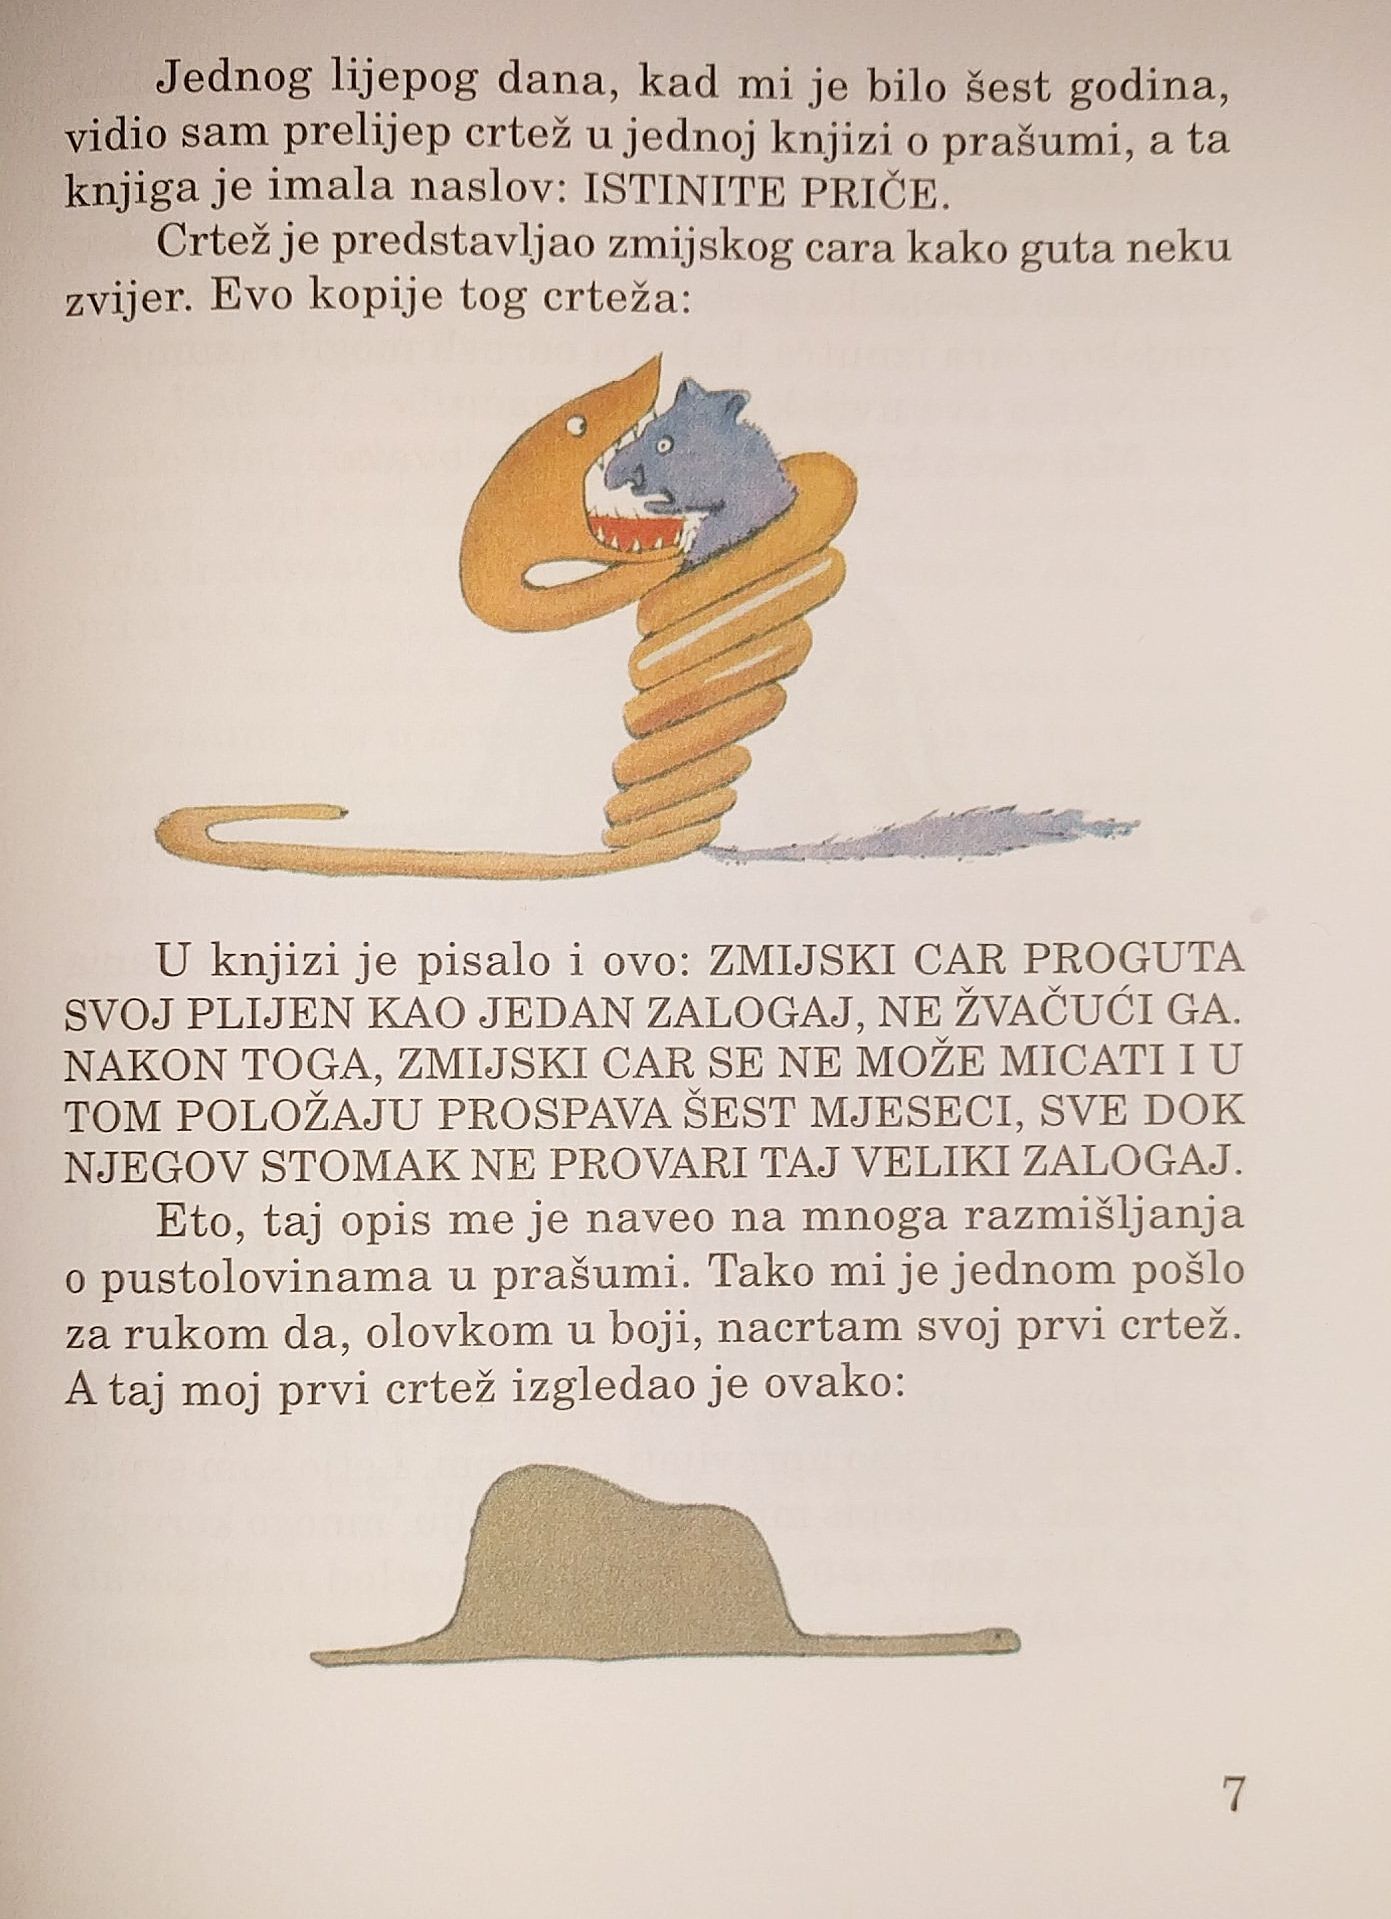 Jednog lijepog dana, kad mi je bilo šest godina,
vidio sam prelijep crtež u jednoj knjizi o prašumi, a ta
knjiga je imala naslov: ISTINITE PRIČE.
Crtež je predstavljao zmijskog cara kako guta neku
zvijer. Evo kopije tog crteža:
U knjizi je pisalo i ovo: ZMIJSKI CAR PROGUTA
SVOJ PLIJEN KAO JEDAN ZALOGAJ, NE ŽVAČUĆI GA.
NAKON TOGA, ZMIJSKI CAR SE NE MOŽE MICATI I U
TOM POLOŽAJU PROSPAVA ŠEST MJESECI, SVE DOK
NJEGOV STOMAK NE PROVARI TAJ VELIKI ZALOGAJ.
Eto, taj opis me je naveo na mnoga razmišljanja
o pustolovinama u prašumi. Tako mi je jednom pošlo
za rukom da, olovkom u boji, nacrtam svoj prvi crtež.
A taj moj prvi crtež izgledao je ovako:
7